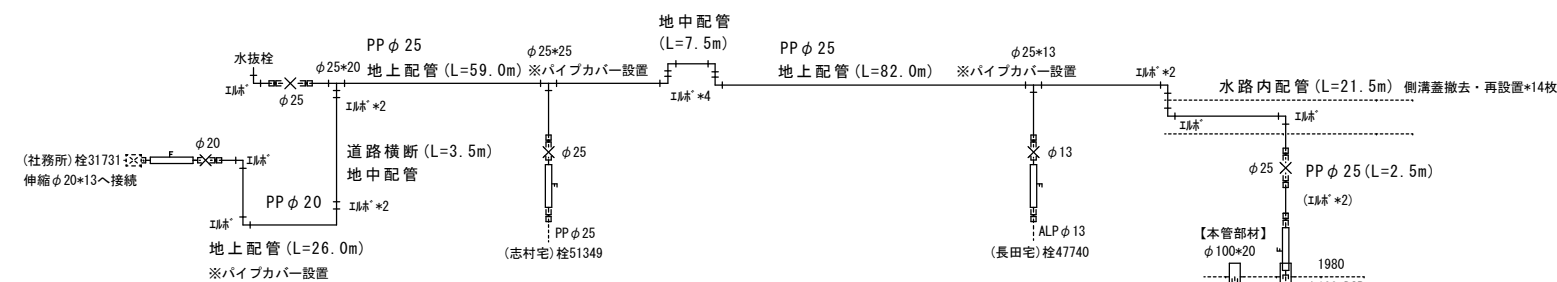 地中配管
(L=7.5m)
水抜栓
φ25*20
PPφ25
地上配管(L=59.0m)
φ25*25
※パイプカバー設置
PPφ25
地上配管(L=82.0m)
φ25*13
※パイプカバー設置
ｴﾙﾎﾞ*2
水路内配管(L=21.5m) 側溝蓋撤去・再設置*14枚
ｴﾙﾎﾞ
φ25
ｴﾙﾎﾞ*2
ｴﾙﾎﾞ*4
ｴﾙﾎﾞ
ｴﾙﾎﾞ
(社務所)栓31731
伸縮φ20*13へ接続
F
φ20
ｴﾙﾎﾞ
道路横断(L=3.5m)
地中配管
φ25
φ13
φ25
PPφ25(L=2.5m)
(ｴﾙﾎﾞ*2)
PPφ20
ｴﾙﾎﾞ*2
ｴﾙﾎﾞ
F
F
地上配管(L=26.0m)
※パイプカバー設置
PPφ25
(志村宅)栓51349
ALPφ13
(長田宅)栓47740
【本管部材】
φ100*20
F
1980